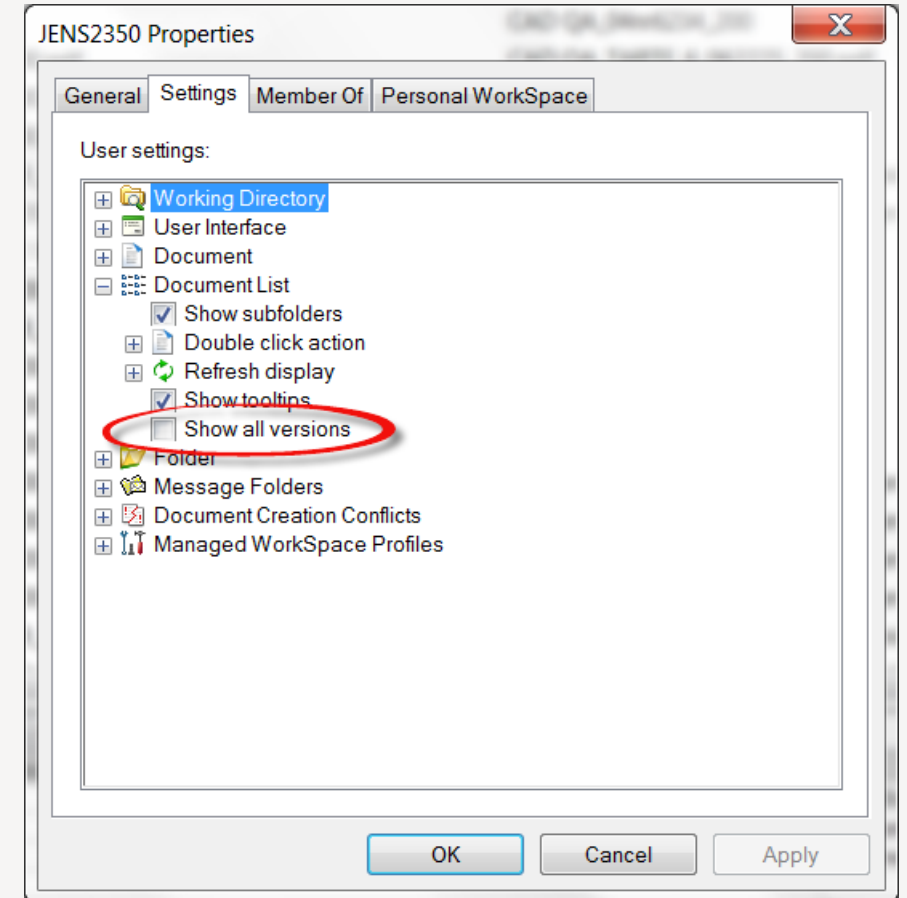 JENS2350 Properties
X
General Settings Member Of Personal WorkSpace
User settings:
Working Directory
User Interface
Document
Document List
Show subfolders
Double click action
Refresh display
Show tooltips
Show all versions
Folder
Message Folders
Document Creation Conflicts
Managed WorkSpace Profiles
OK Cancel Apply